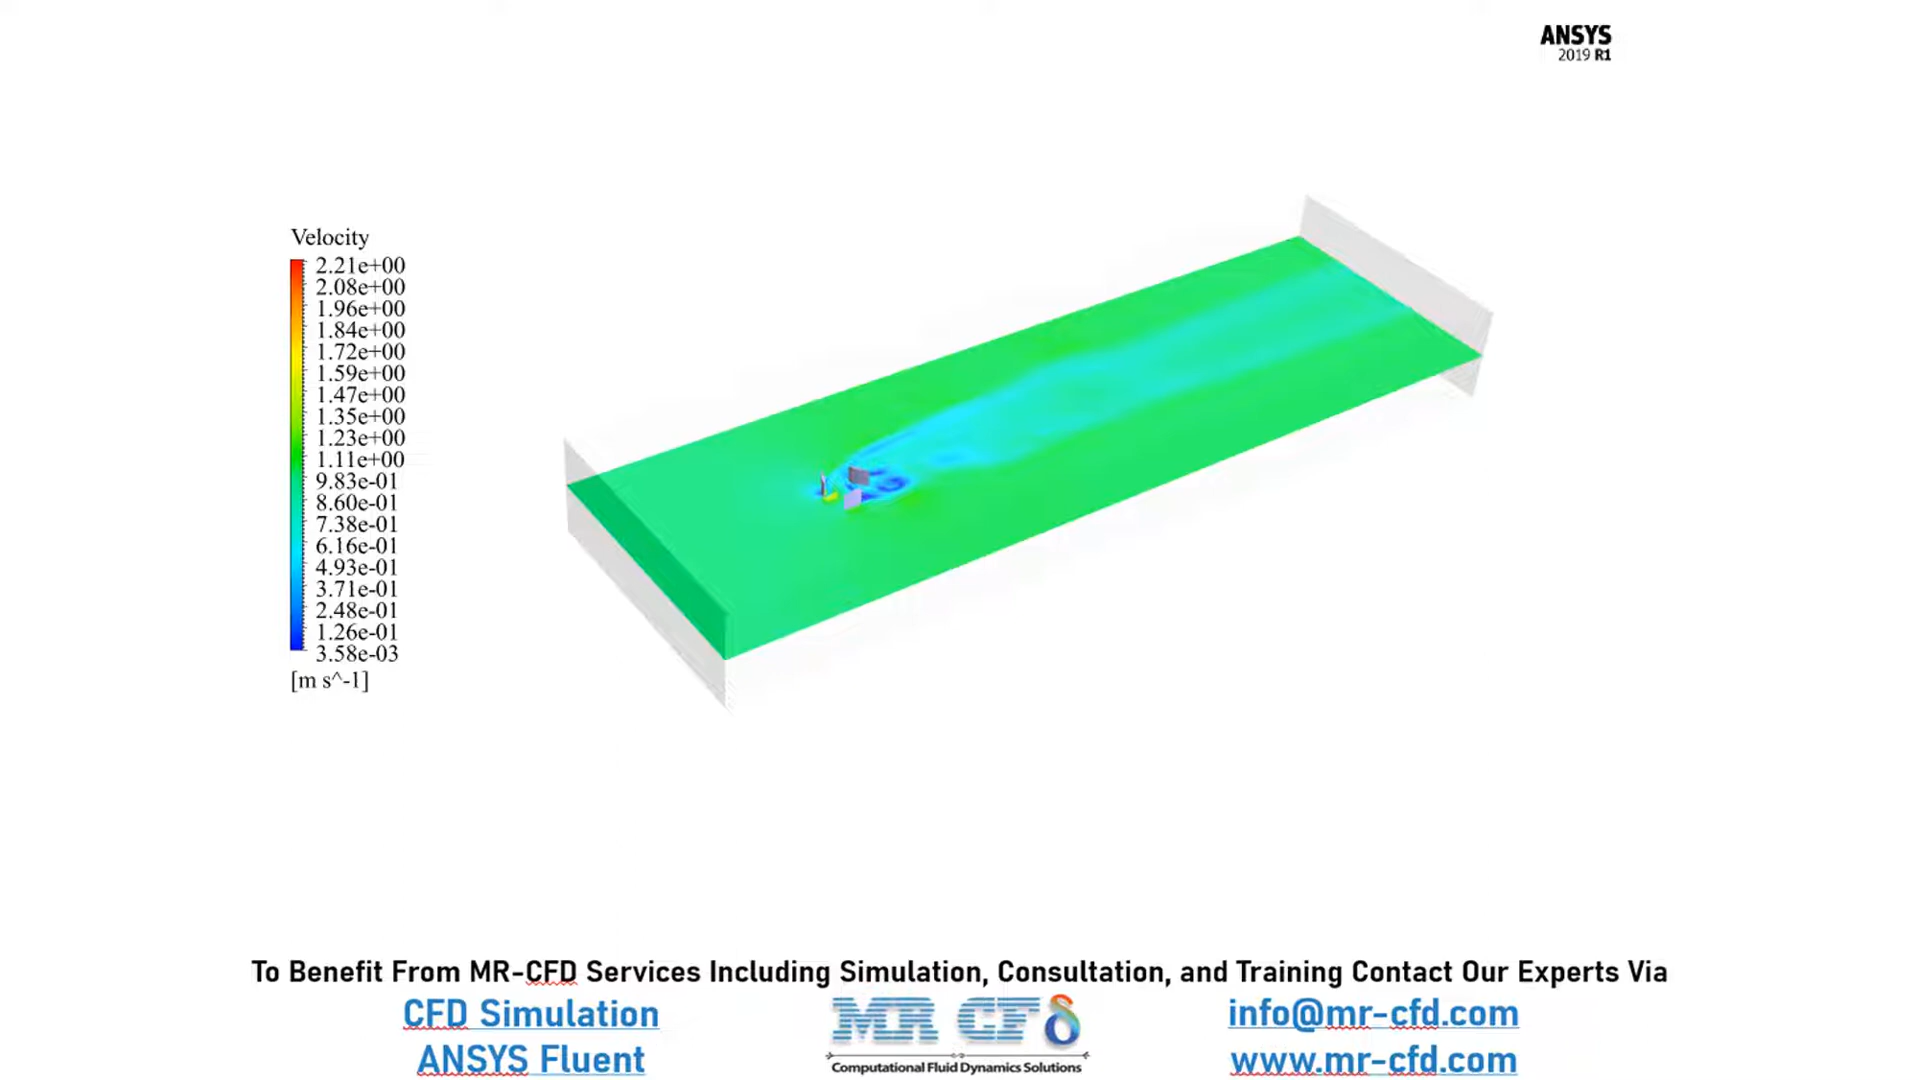 ANSYS
2019 R1
Velocity
2.21e+00
2.08e+00
1.96e+00
1.84e+00
1.72e+00
1.59e+00
1.47e+00
1.35e+00
1.23e+00
1.11e+00
9.83e-01
8.60e-01
7.38e-01
6.16e-01
4.93e-01
3.71e-01
2.48e-01
1.26e-01
3.58e-03
[m s^-1]
To Benefit From MR-CFD Services Including Simulation, Consultation, and Training Contact Our Experts Via
CFD Simulation
ANSYS Fluent
MR CFδ
Computational Fluid Dynamics Solutions
info@mr-cfd.com
www.mr-cfd.com